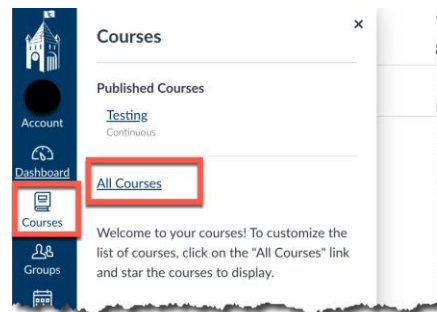 Courses
×
Published Courses
Testing
Continuous
All Courses
Welcome to your courses! To customize the
list of courses, click on the "All Courses" link
and star the courses to display.
Account
Dashboard
Courses
Groups